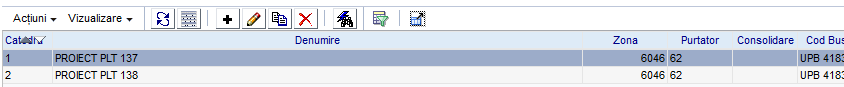 Acțiuni Vizualizare
Denumire Zona Purtator Consolidare Cod Bus
1 PROIECT PLT 137 6046 62 UPB 4183
2 PROIECT PLT 138 6046 62 UPB 4183